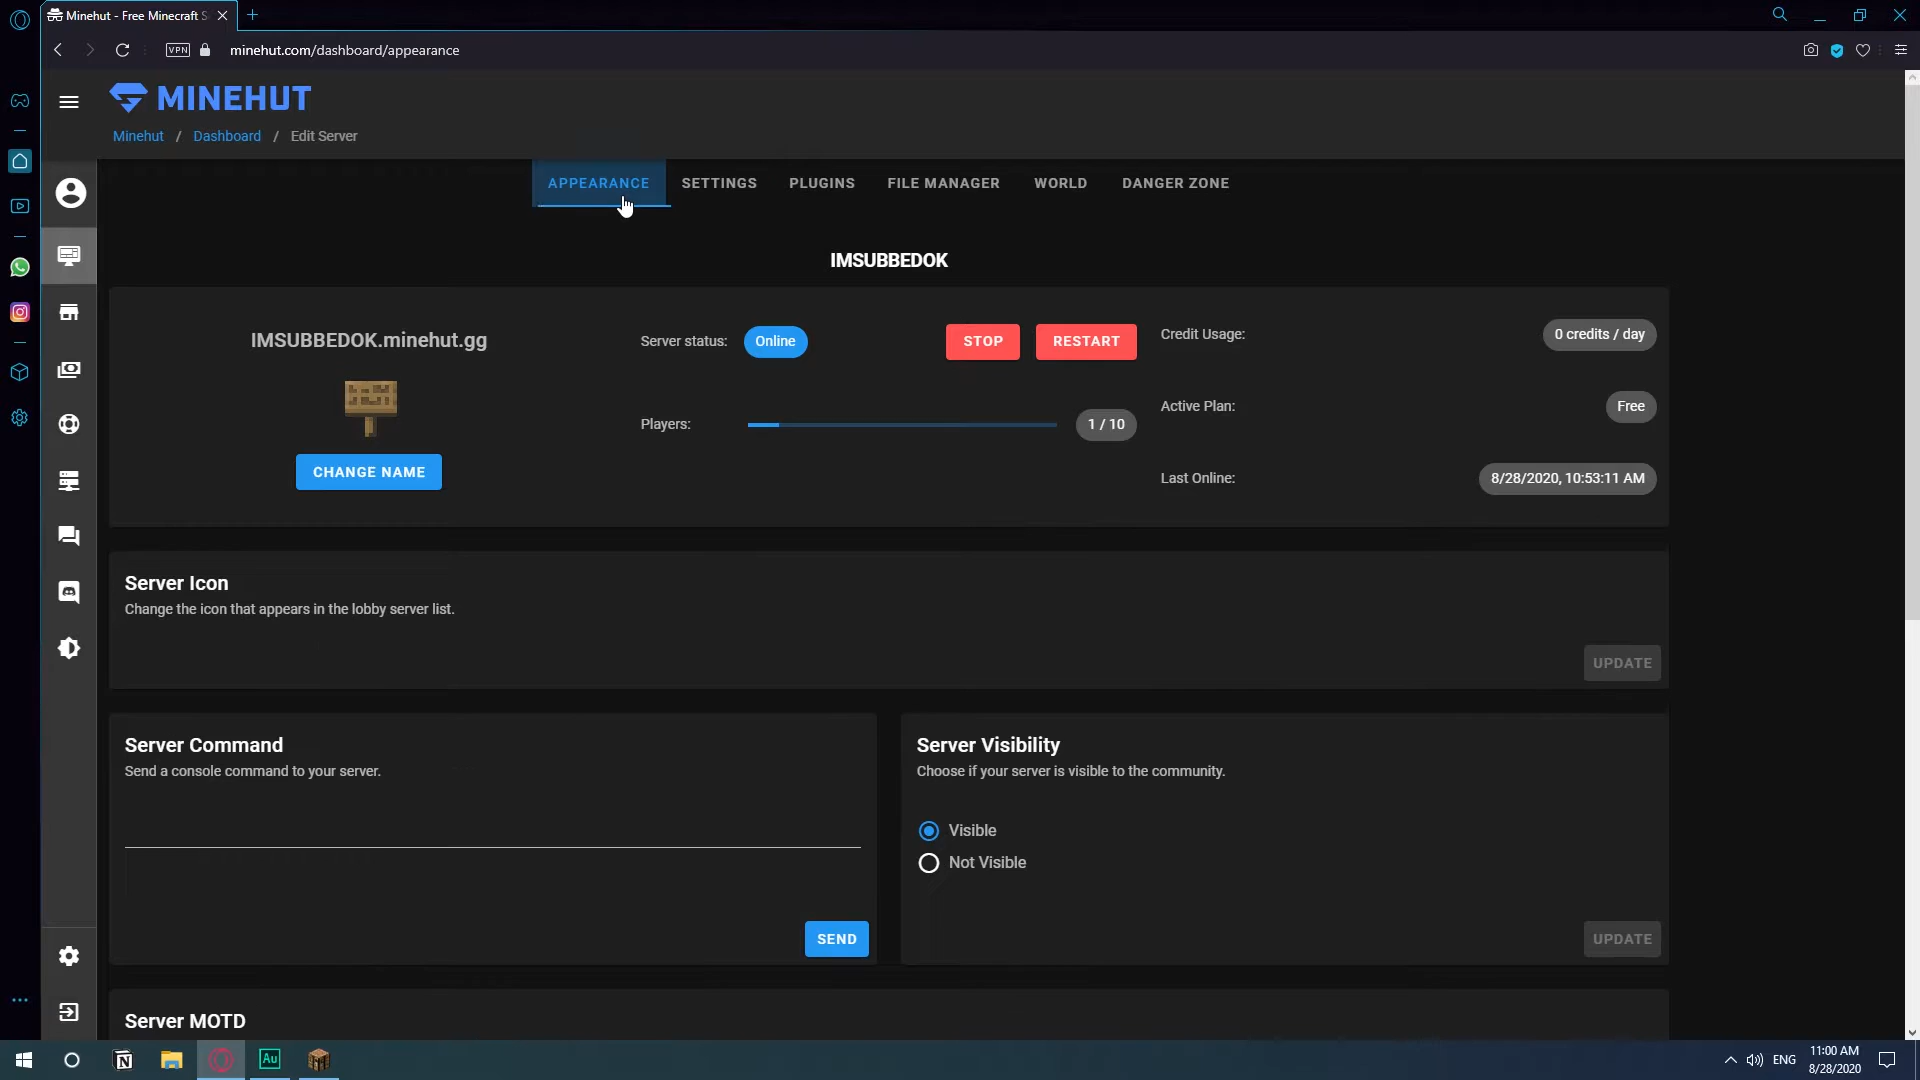 Minehut - Free Minecraft S
VPN
minehut.com/dashboard/appearance
MINEHUT
Minehut / Dashboard / Edit Server
APPEARANCE SETTINGS PLUGINS FILE MANAGER WORLD DANGER ZONE
IMSUBBEDOK
IMSUBBEDOK.minehut.gg
CHANGE NAME
Server status: Online STOP RESTART
Players: 1 / 10
Credit Usage: 0 credits / day
Active Plan: Free
Last Online: 8/28/2020, 10:53:11 AM
Server Icon
Change the icon that appears in the lobby server list.
UPDATE
Server Command
Send a console command to your server.
SEND
Server Visibility
Choose if your server is visible to the community.
Visible
Not Visible
UPDATE
Server MOTD
Au
ENG
11:00 AM
8/28/2020